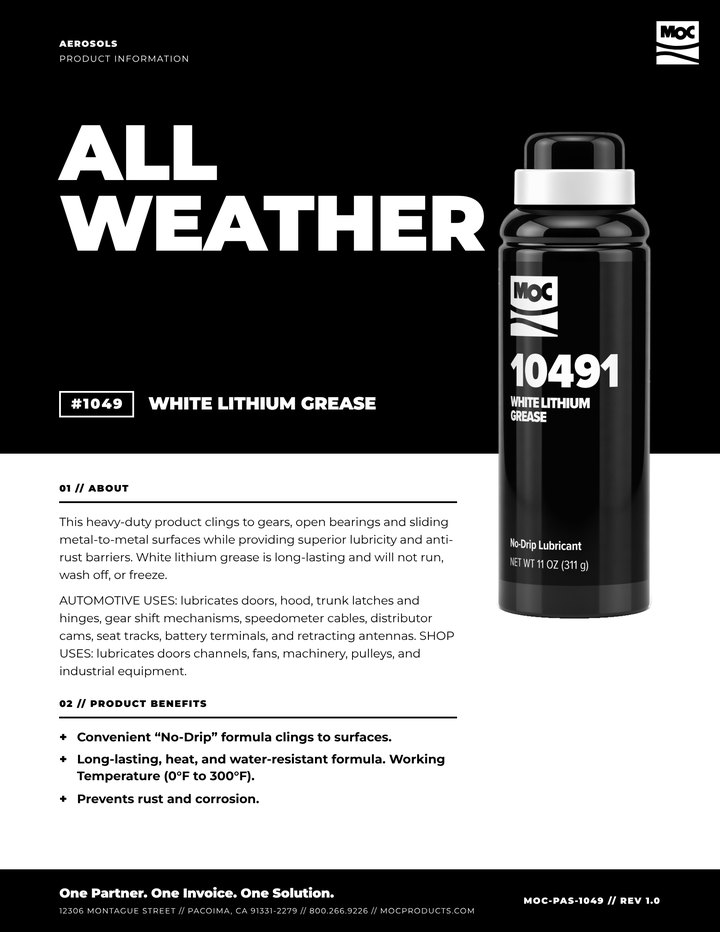 AEROSOLS
PRODUCT INFORMATION
MOC
ALL
WEATHER
#1049
WHITE LITHIUM GREASE
MOC
10491
WHITE LITHIUM
GREASE
No-Drip Lubricant
NET WT 11 OZ (311 g)
01 // ABOUT
This heavy-duty product clings to gears, open bearings and sliding
metal-to-metal surfaces while providing superior lubricity and anti-
rust barriers. White lithium grease is long-lasting and will not run,
wash off, or freeze.
AUTOMOTIVE USES: lubricates doors, hood, trunk latches and
hinges, gear shift mechanisms, speedometer cables, distributor
cams, seat tracks, battery terminals, and retracting antennas. SHOP
USES: lubricates doors channels, fans, machinery, pulleys, and
industrial equipment.
02 // PRODUCT BENEFITS
+ Convenient “No-Drip” formula clings to surfaces.
+ Long-lasting, heat, and water-resistant formula. Working
Temperature (0°F to 300°F).
+ Prevents rust and corrosion.
One Partner. One Invoice. One Solution.
12306 MONTAGUE STREET // PACOIMA, CA 91331-2279 // 800.266.9226 // MOCPRODUCTS.COM
MOC-PAS-1049 // REV 1.0